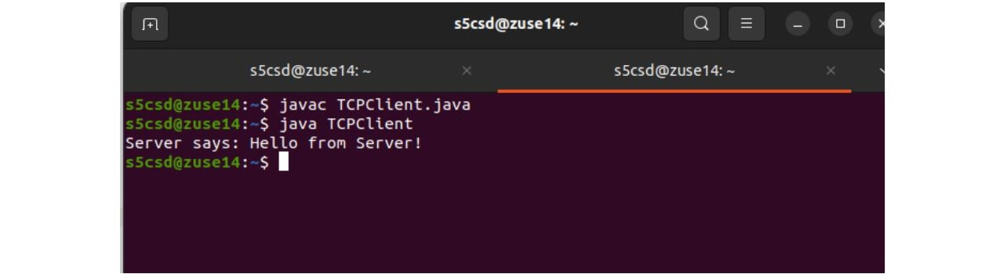 s5csd@zuse14: ~
s5csd@zuse14: ~
s5csd@zuse14: ~
s5csd@zuse14:~$ javac TCPClient.java
s5csd@zuse14:~$ java TCPClient
Server says: Hello from Server!
s5csd@zuse14:~$